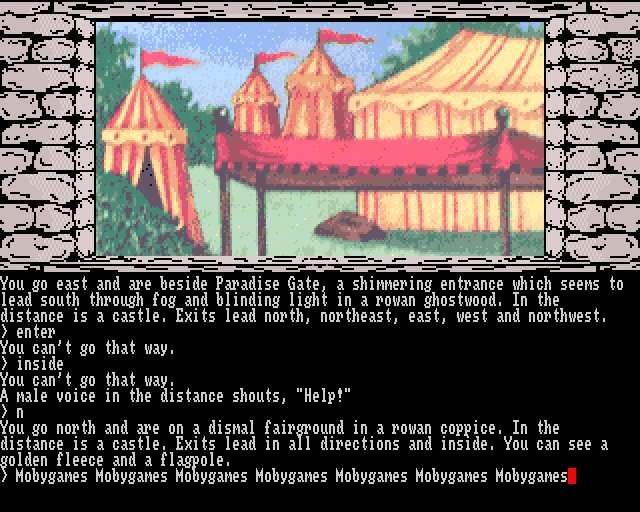 You go east and are beside Paradise Gate, a shimmering entrance which seems to
lead south through fog and blinding light in a rowan ghostwood. In the
distance is a castle. Exits lead north, northeast, east, west and northwest.
> enter
You can't go that way.
> inside
You can't go that way.
A male voice in the distance shouts, "Help!"
> n
You go north and are on a dismal fairground in a rowan coppice. In the
distance is a castle. Exits lead in all directions and inside. You can see a
golden fleece and a flagpole.
> Mobygames Mobygames Mobygames Mobygames Mobygames Mobygames Mobygames